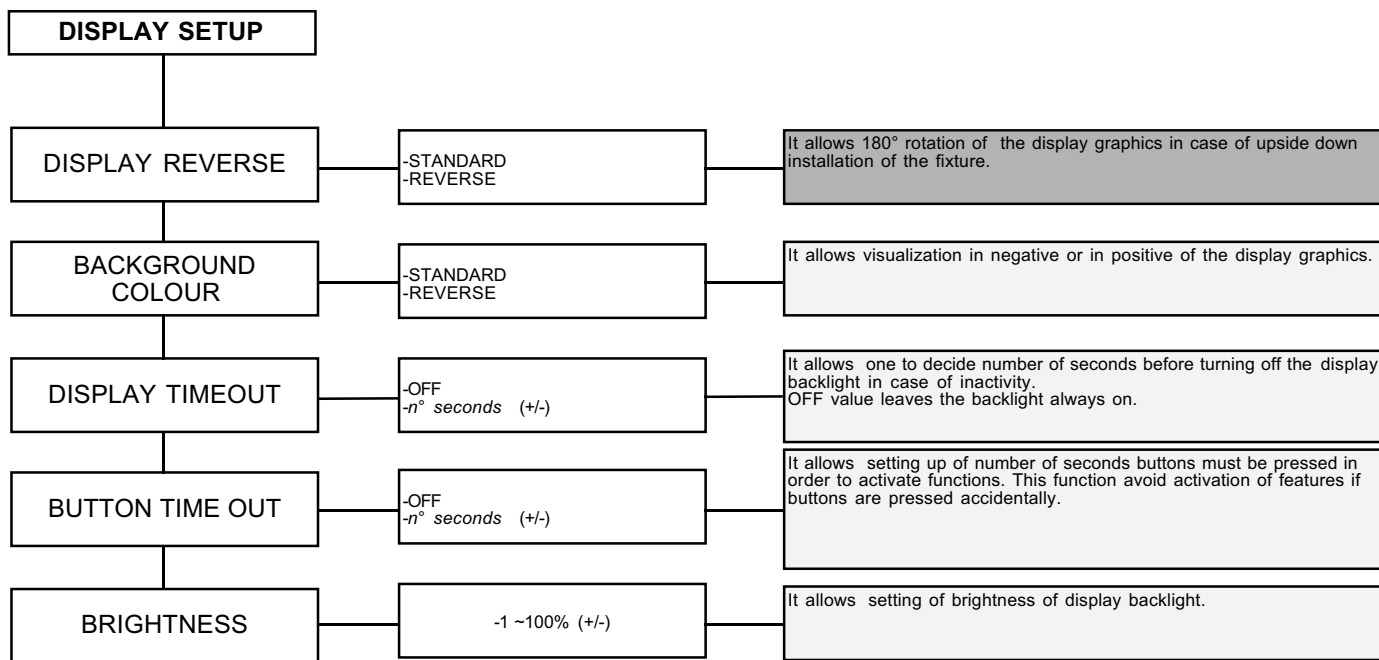 DISPLAY SETUP
DISPLAY REVERSE
-STANDARD
-REVERSE
It allows 180° rotation of the display graphics in case of upside down
installation of the fixture.
BACKGROUND
COLOUR
-STANDARD
-REVERSE
It allows visualization in negative or in positive of the display graphics.
DISPLAY TIMEOUT
-OFF
-n° seconds (+/-)
It allows one to decide number of seconds before turning off the display
backlight in case of inactivity.
OFF value leaves the backlight always on.
BUTTON TIME OUT
-OFF
-n° seconds (+/-)
It allows setting up of number of seconds buttons must be pressed in
order to activate functions. This function avoid activation of features if
buttons are pressed accidentally.
BRIGHTNESS
-1 ~100% (+/-)
It allows setting of brightness of display backlight.